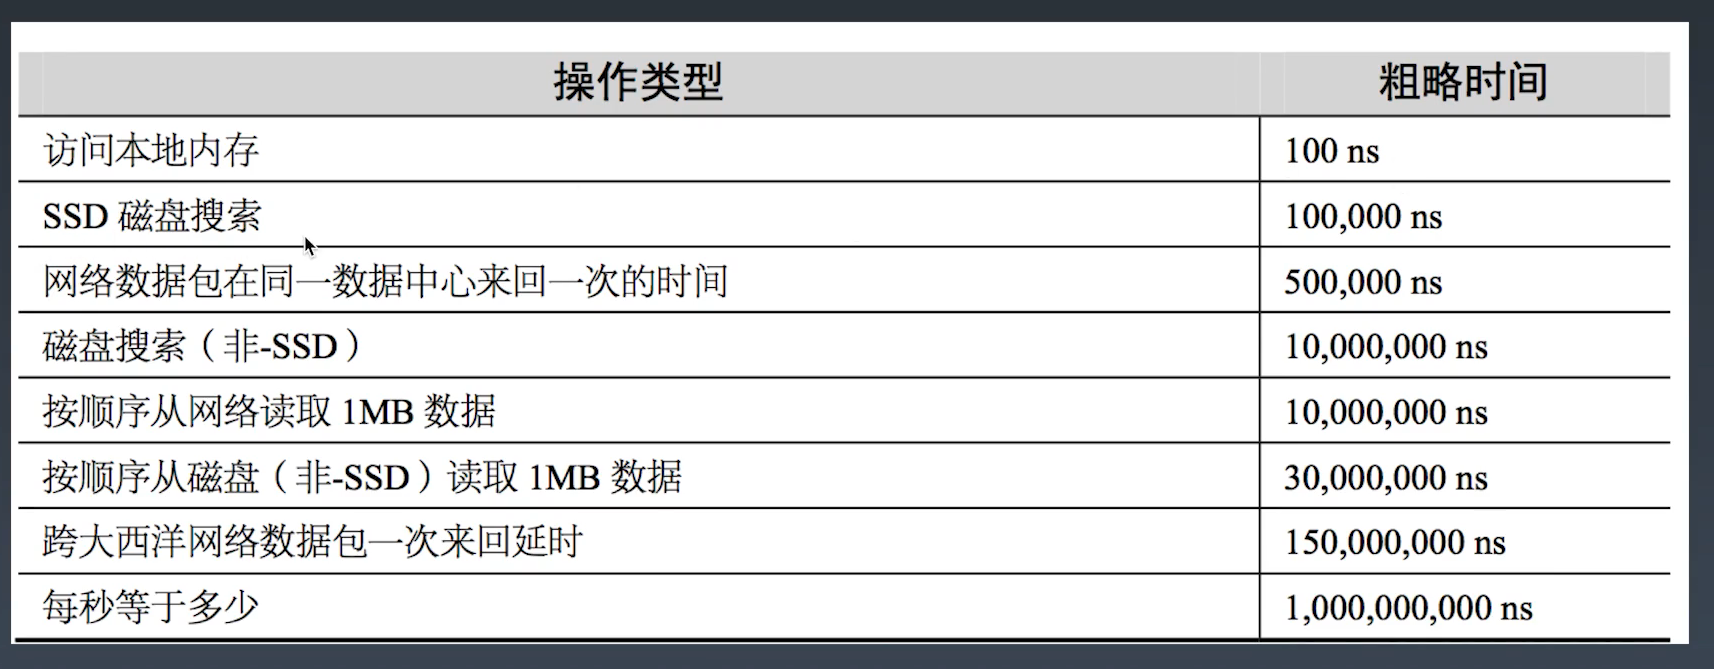 操作类型 粗略时间
访问本地内存 100 ns
SSD 磁盘搜索 100,000 ns
网络数据包在同一数据中心来回一次的时间 500,000 ns
磁盘搜索（非-SSD） 10,000,000 ns
按顺序从网络读取 1MB 数据 10,000,000 ns
按顺序从磁盘（非-SSD）读取 1MB 数据 30,000,000 ns
跨大西洋网络数据包一次来回延时 150,000,000 ns
每秒等于多少 1,000,000,000 ns